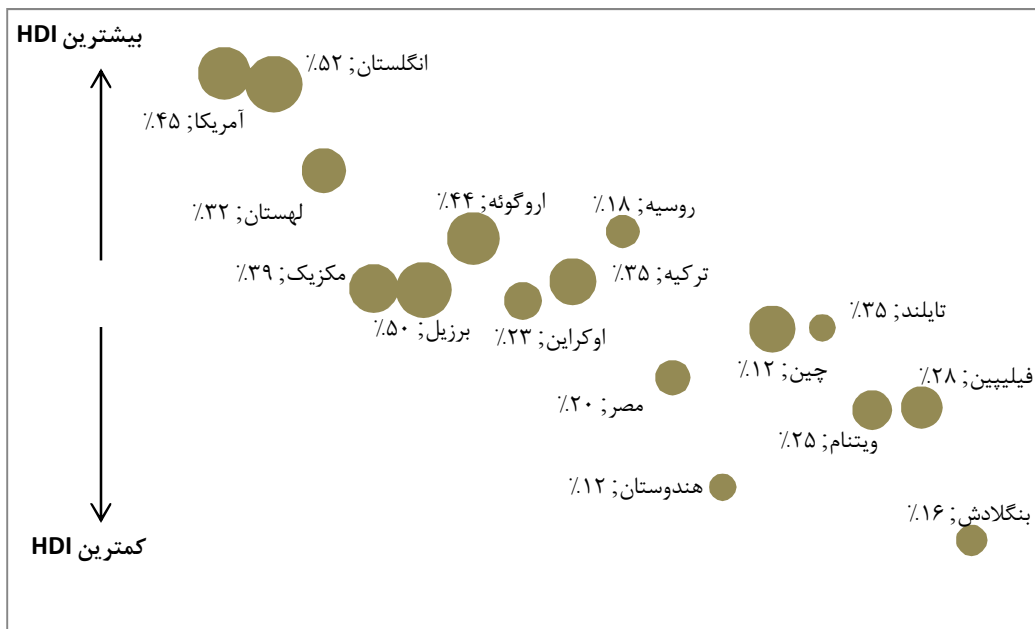 بیشترین HDI
انگلستان; ۵۲٪
آمریکا; ۴۵٪
لهستان; ۳۲٪
اروگوئه; ۴۴٪
روسیه; ۱۸٪
مکزیک; ۳۹٪
ترکیه; ۳۵٪
برزیل; ۵۰٪
اوکراین; ۲۳٪
تایلند; ۳۵٪
چین; ۱۲٪
فیلیپین; ۲۸٪
مصر; ۲۰٪
ویتنام; ۲۵٪
هندوستان; ۱۲٪
بنگلادش; ۱۶٪
کمترین HDI